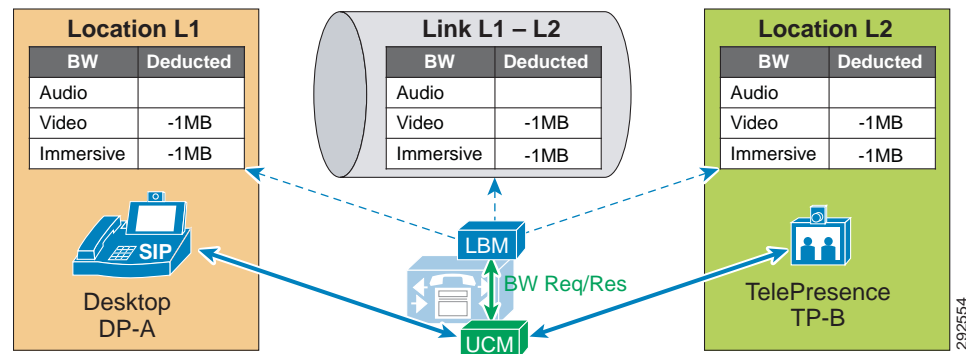 Location L1
BW Deducted
Audio
Video -1MB
Immersive -1MB
SIP
Desktop
DP-A
Link L1 – L2
BW Deducted
Audio
Video -1MB
Immersive -1MB
LBM
BW Req/Res
UCM
Location L2
BW Deducted
Audio
Video -1MB
Immersive -1MB
TelePresence
TP-B
292554